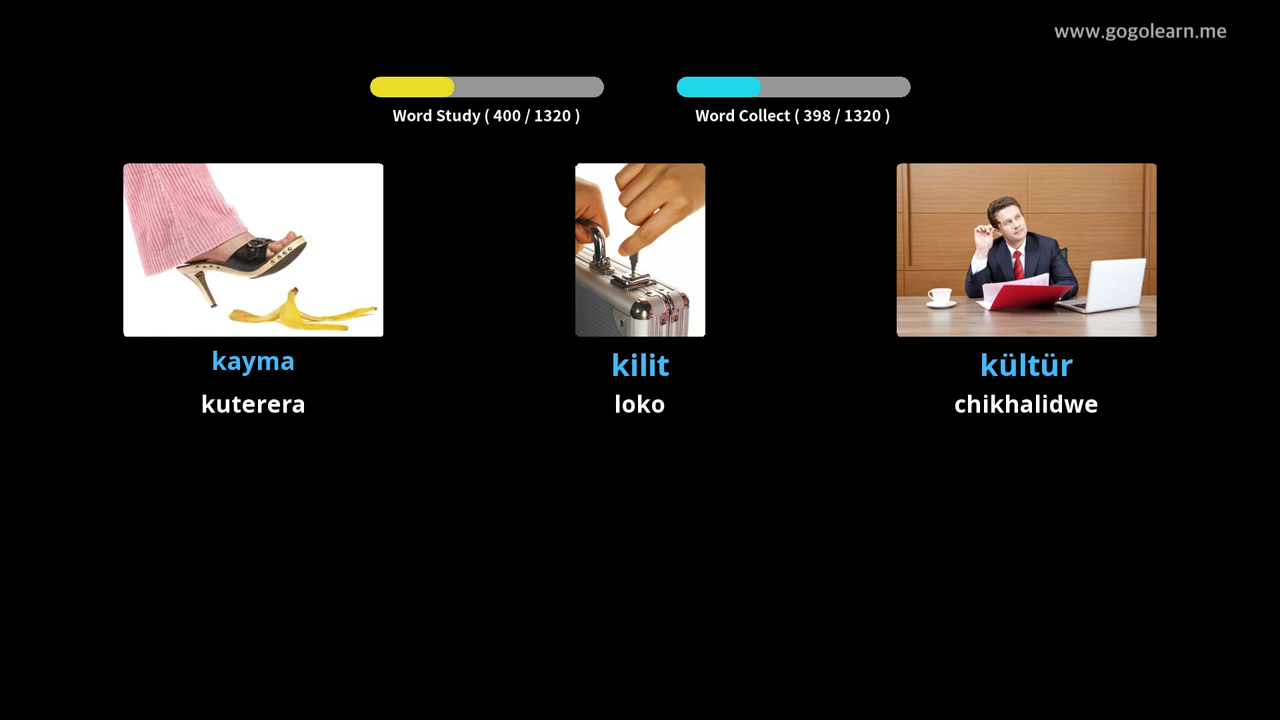 www.gogolearn.me
Word Study ( 400 / 1320 )
Word Collect ( 398 / 1320 )
kayma
kilit
kültür
kuterera
loko
chikhalidwe